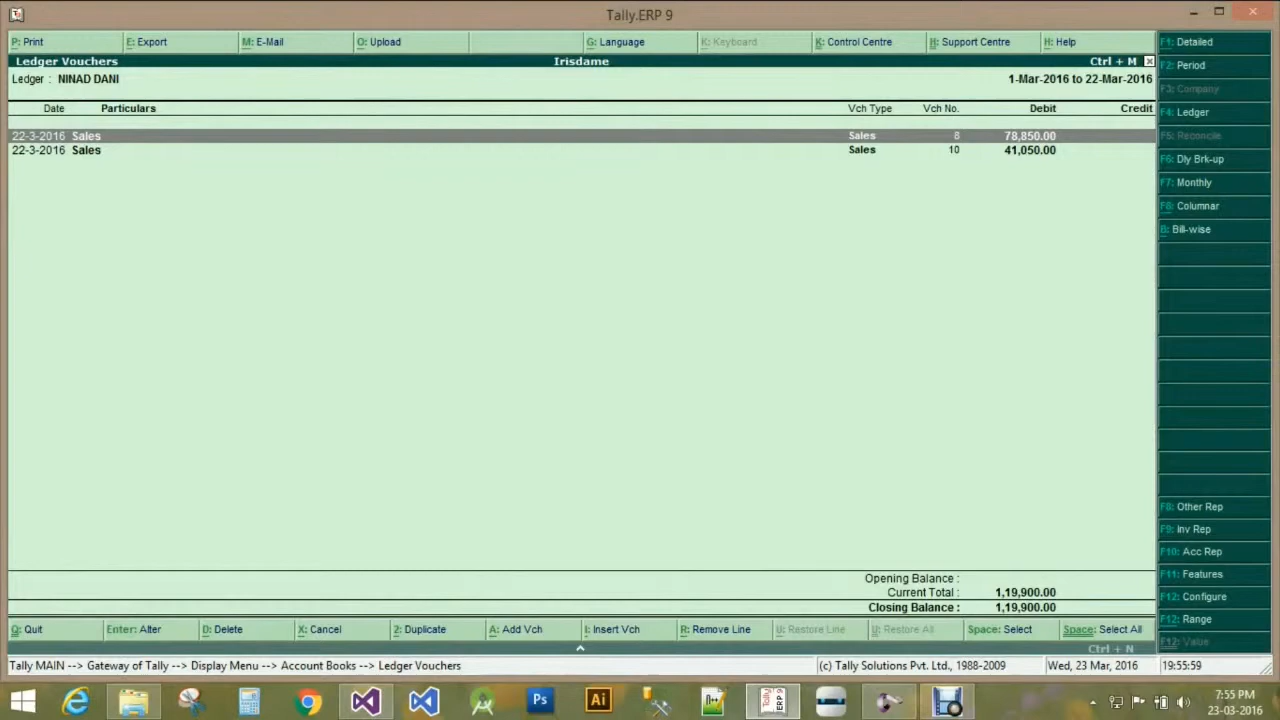 Tally.ERP 9
P: Print E: Export M: E-Mail O: Upload G: Language K: Keyboard K: Control Centre H: Support Centre H: Help
Ledger Vouchers Irisdame Ctrl + M
Ledger : NINAD DANI 1-Mar-2016 to 22-Mar-2016
Date Particulars Vch Type Vch No. Debit Credit
22-3-2016 Sales Sales 8 78,850.00
22-3-2016 Sales Sales 10 41,050.00
Opening Balance :
Current Total : 1,19,900.00
Closing Balance : 1,19,900.00
F1: Detailed
F2: Period
F3: Company
F4: Ledger
F5: Reconcile
F6: Dly Brk-up
F7: Monthly
F8: Columnar
B: Bill-wise
F8: Other Rep
F9: Inv Rep
F10: Acc Rep
F11: Features
F12: Configure
F12: Range
F12: Value
Q: Quit Enter: Alter D: Delete X: Cancel 2: Duplicate A: Add Vch I: Insert Vch R: Remove Line U: Restore Line U: Restore All Space: Select Space: Select All
Ctrl + N
Tally MAIN --> Gateway of Tally --> Display Menu --> Account Books --> Ledger Vouchers (c) Tally Solutions Pvt. Ltd., 1988-2009 Wed, 23 Mar, 2016 19:55:59
Ps Ai Tally ERP 9 7:55 PM
23-03-2016